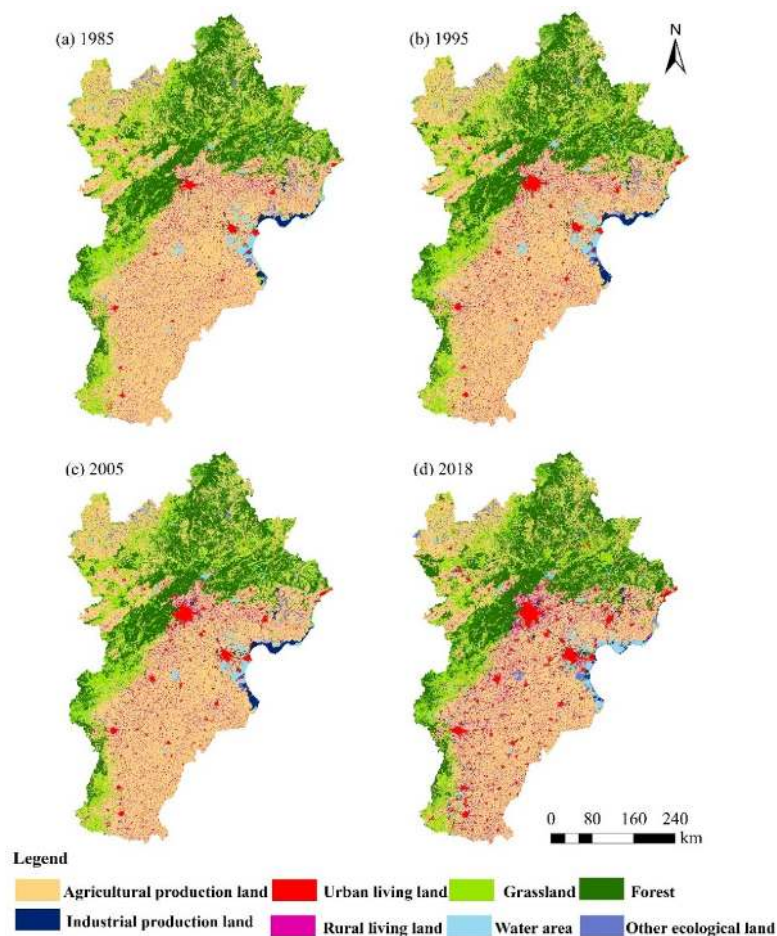 (a) 1985
(b) 1995
N
(c) 2005
(d) 2018
0 80 160 240
km
Legend
Agricultural production land Urban living land Grassland Forest
Industrial production land Rural living land Water area Other ecological land